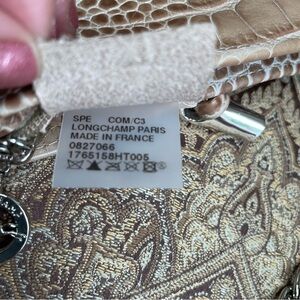 SPE COM/C3
LONGCHAMP PARIS
MADE IN FRANCE
0827066
1765158HT005